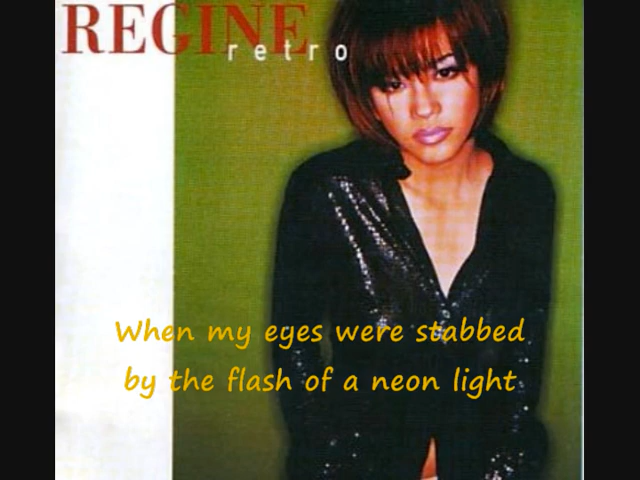 REGINE
retro
When my eyes were stabbed
by the flash of a neon light